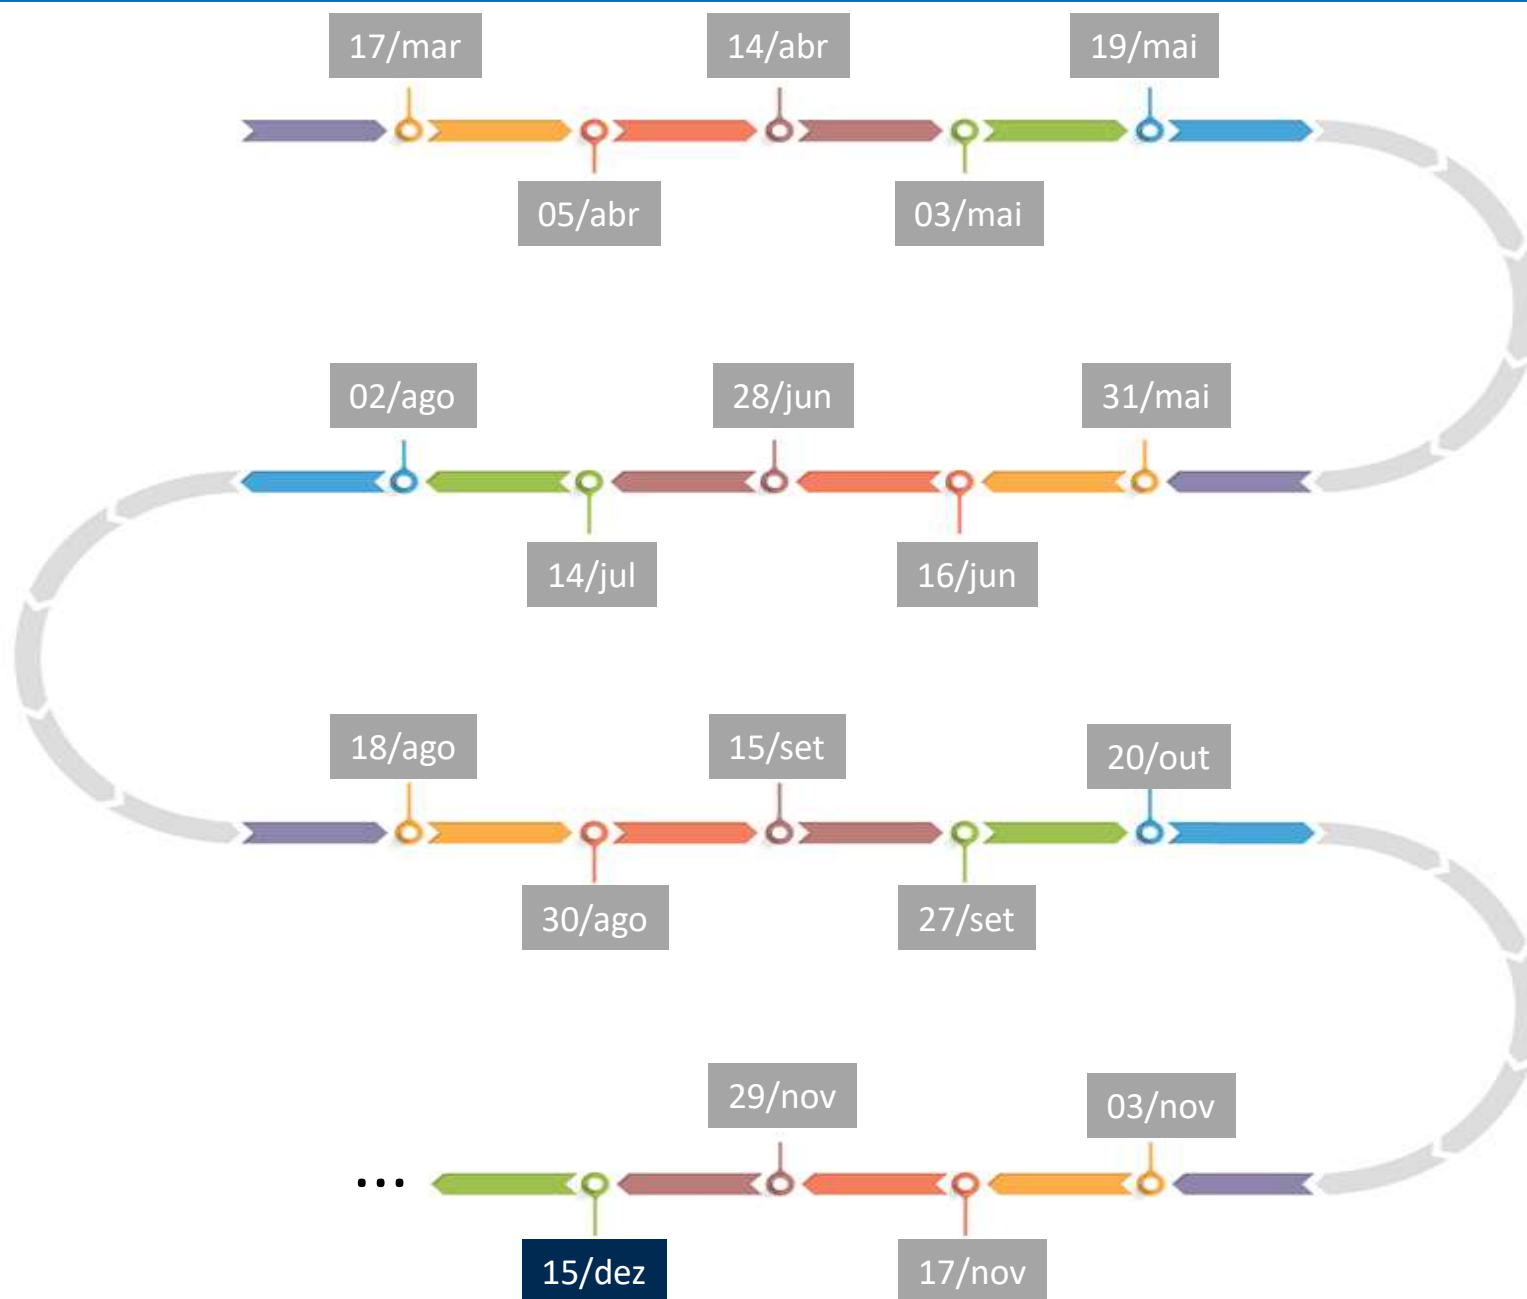 17/mar
14/abr
19/mai
05/abr
03/mai
02/ago
28/jun
31/mai
14/jul
16/jun
18/ago
15/set
20/out
30/ago
27/set
29/nov
03/nov
...
15/dez
17/nov